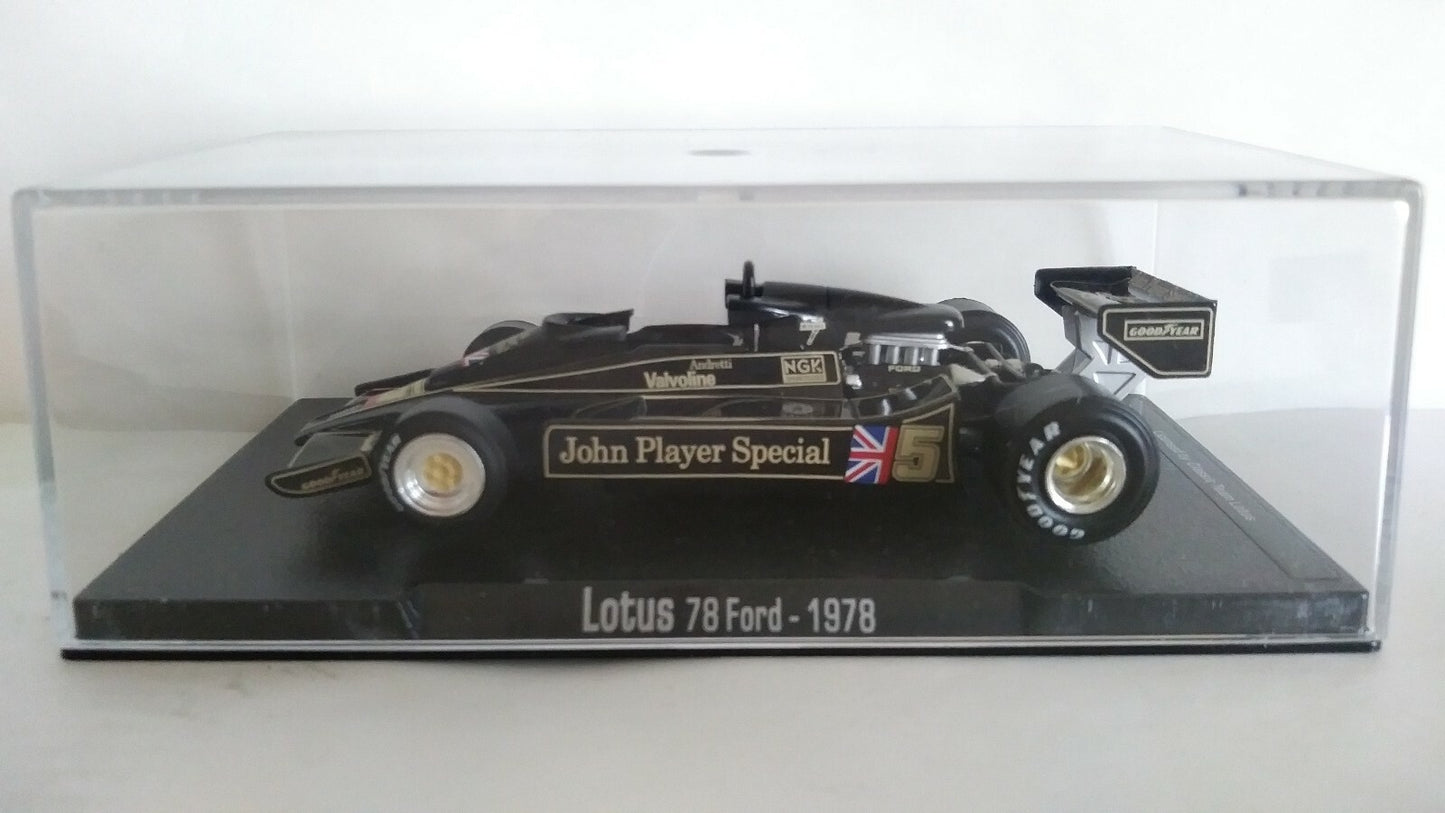 GOODYEAR
Andretti
Valvoline
NGK
FORD
John Player Special
5
GOODYEAR
GOODYEAR
Lotus 78 Ford - 1978